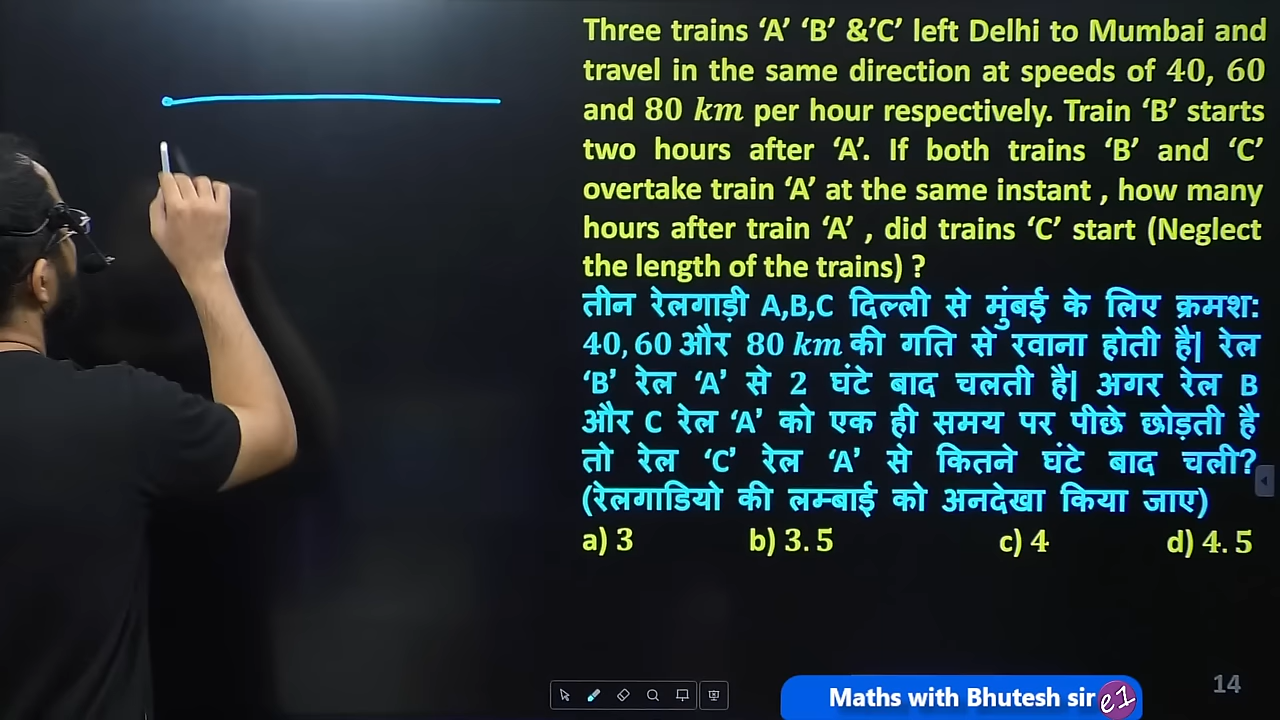 Three trains ‘A’ ‘B’ &’C’ left Delhi to Mumbai and
travel in the same direction at speeds of 40, 60
and 80 km per hour respectively. Train ‘B’ starts
two hours after ‘A’. If both trains ‘B’ and ‘C’
overtake train ‘A’ at the same instant , how many
hours after train ‘A’ , did trains ‘C’ start (Neglect
the length of the trains) ?
तीन रेलगाड़ी A,B,C दिल्ली से मुंबई के लिए क्रमश:
40, 60 और 80 km की गति से रवाना होती है| रेल
‘B’ रेल ‘A’ से 2 घंटे बाद चलती है| अगर रेल B
और C रेल ‘A’ को एक ही समय पर पीछे छोड़ती है
तो रेल ‘C’ रेल ‘A’ से कितने घंटे बाद चली?
(रेलगाडियो की लम्बाई को अनदेखा किया जाए)
a) 3 b) 3. 5 c) 4 d) 4. 5
14
Maths with Bhutesh sir e1